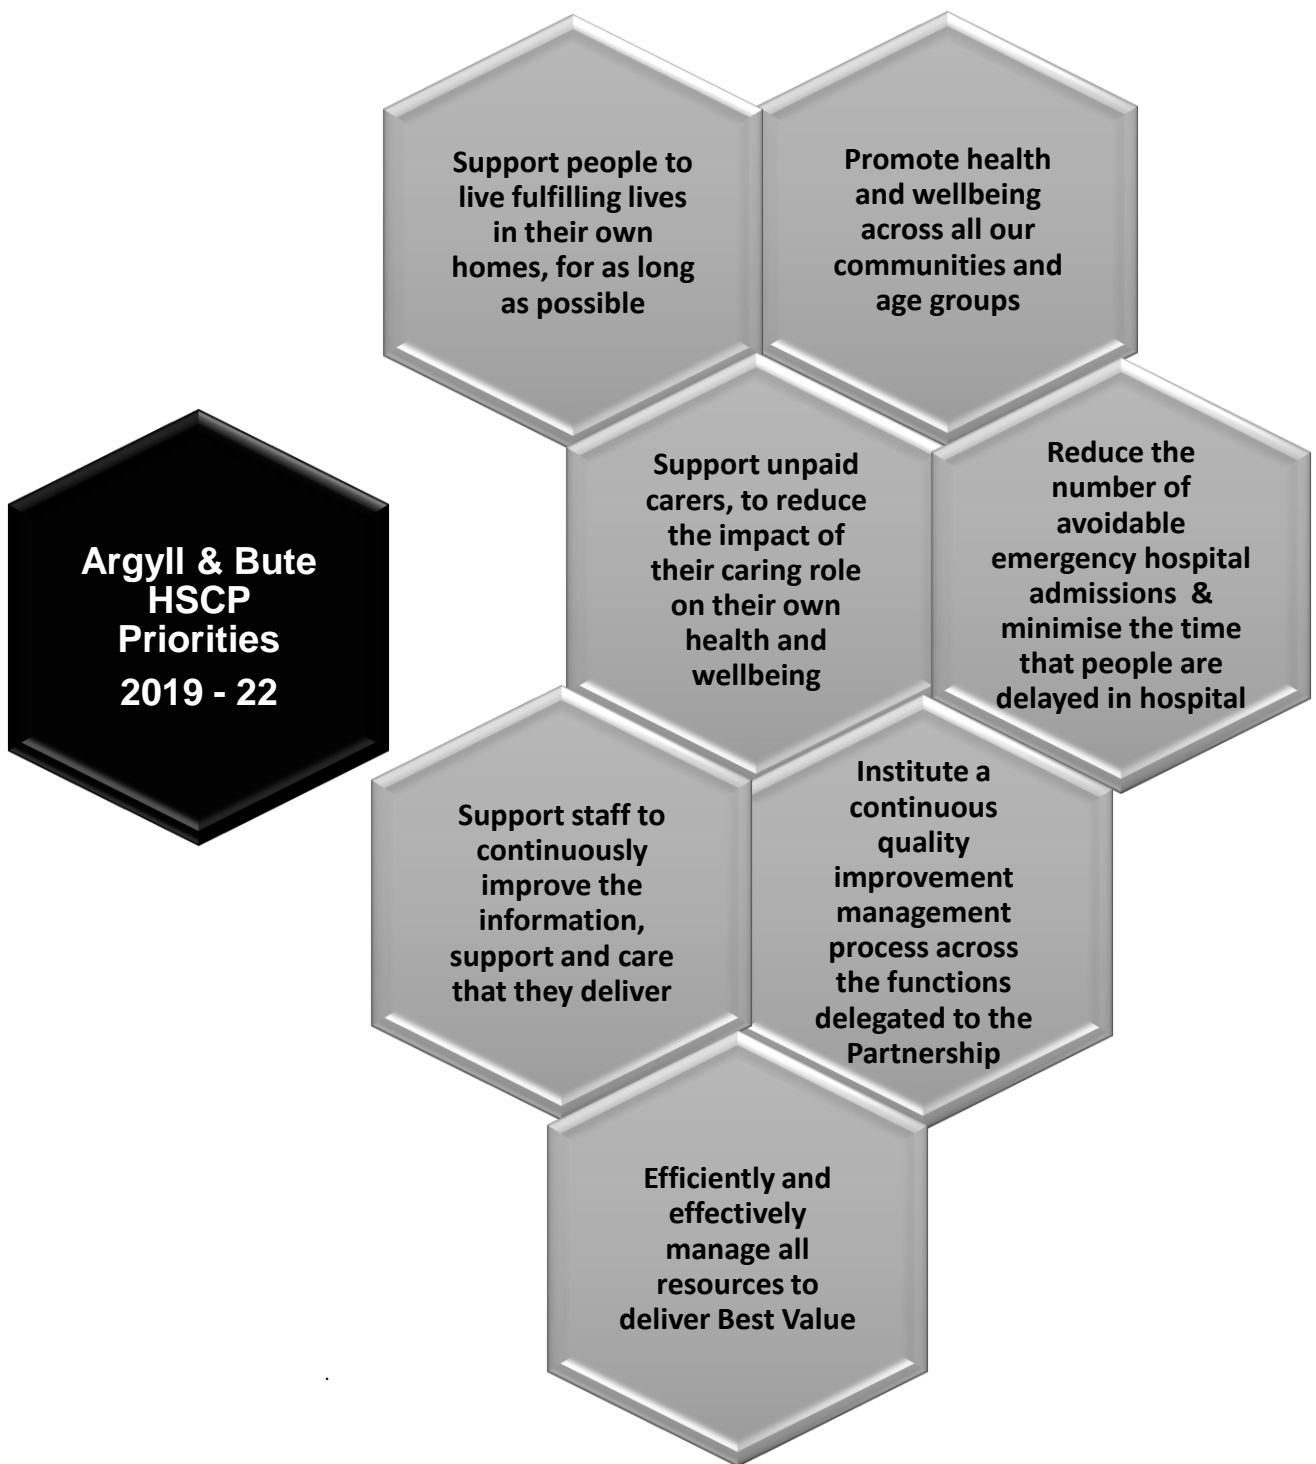 Support people to
live fulfilling lives
in their own
homes, for as long
as possible
Promote health
and wellbeing
across all our
communities and
age groups
Argyll & Bute
HSCP
Priorities
2019 - 22
Support unpaid
carers, to reduce
the impact of
their caring role
on their own
health and
wellbeing
Reduce the
number of
avoidable
emergency hospital
admissions &
minimise the time
that people are
delayed in hospital
Support staff to
continuously
improve the
information,
support and care
that they deliver
Institute a
continuous
quality
improvement
management
process across
the functions
delegated to the
Partnership
Efficiently and
effectively
manage all
resources to
deliver Best Value
.